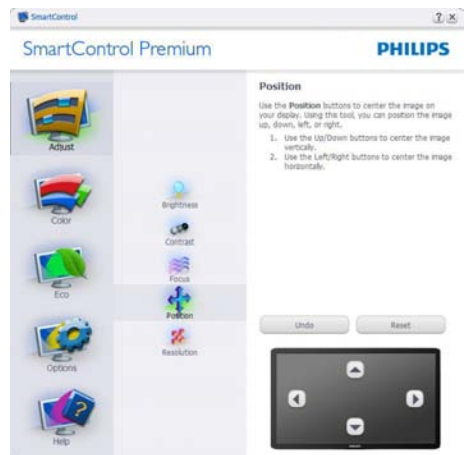 SmartControl
SmartControl Premium
PHILIPS
Adjust
Color
Eco
Options
Help
Brightness
Contrast
Focus
Position
Resolution
Position
Use the Position buttons to center the image on
your display. Using this tool, you can position the image
up, down, left, or right.
1. Use the Up/Down buttons to center the image
vertically.
2. Use the Left/Right buttons to center the image
horizontally.
Undo
Reset